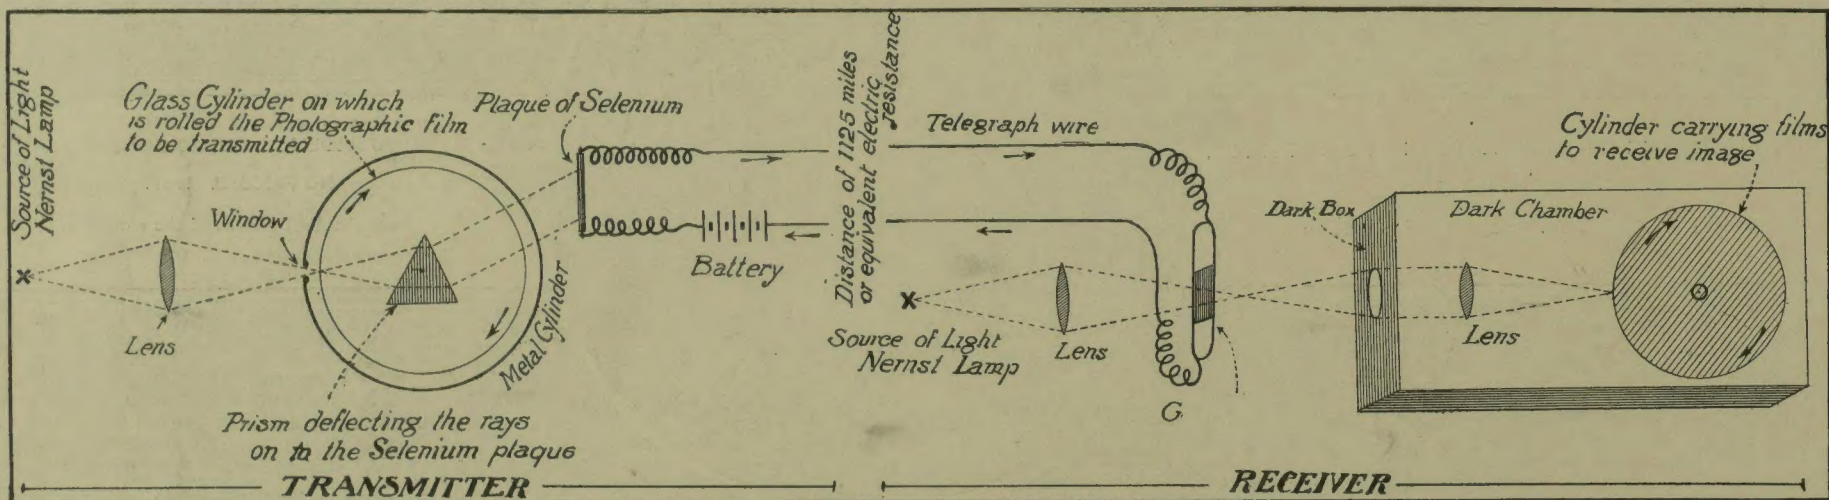 Source of Light
Nernst Lamp
Glass Cylinder on which
is rolled the Photographic film
to be transmitted
Plaque of Selenium
Window
Lens
Metal Cylinder
Prism deflecting the rays
on to the Selenium plaque
Battery
Distance of 1125 miles
or equivalent electric
resistance
Telegraph wire
Source of Light
Nernst Lamp
Lens
G
Dark Box
Dark Chamber
Lens
Cylinder carrying films
to receive image
TRANSMITTER
RECEIVER